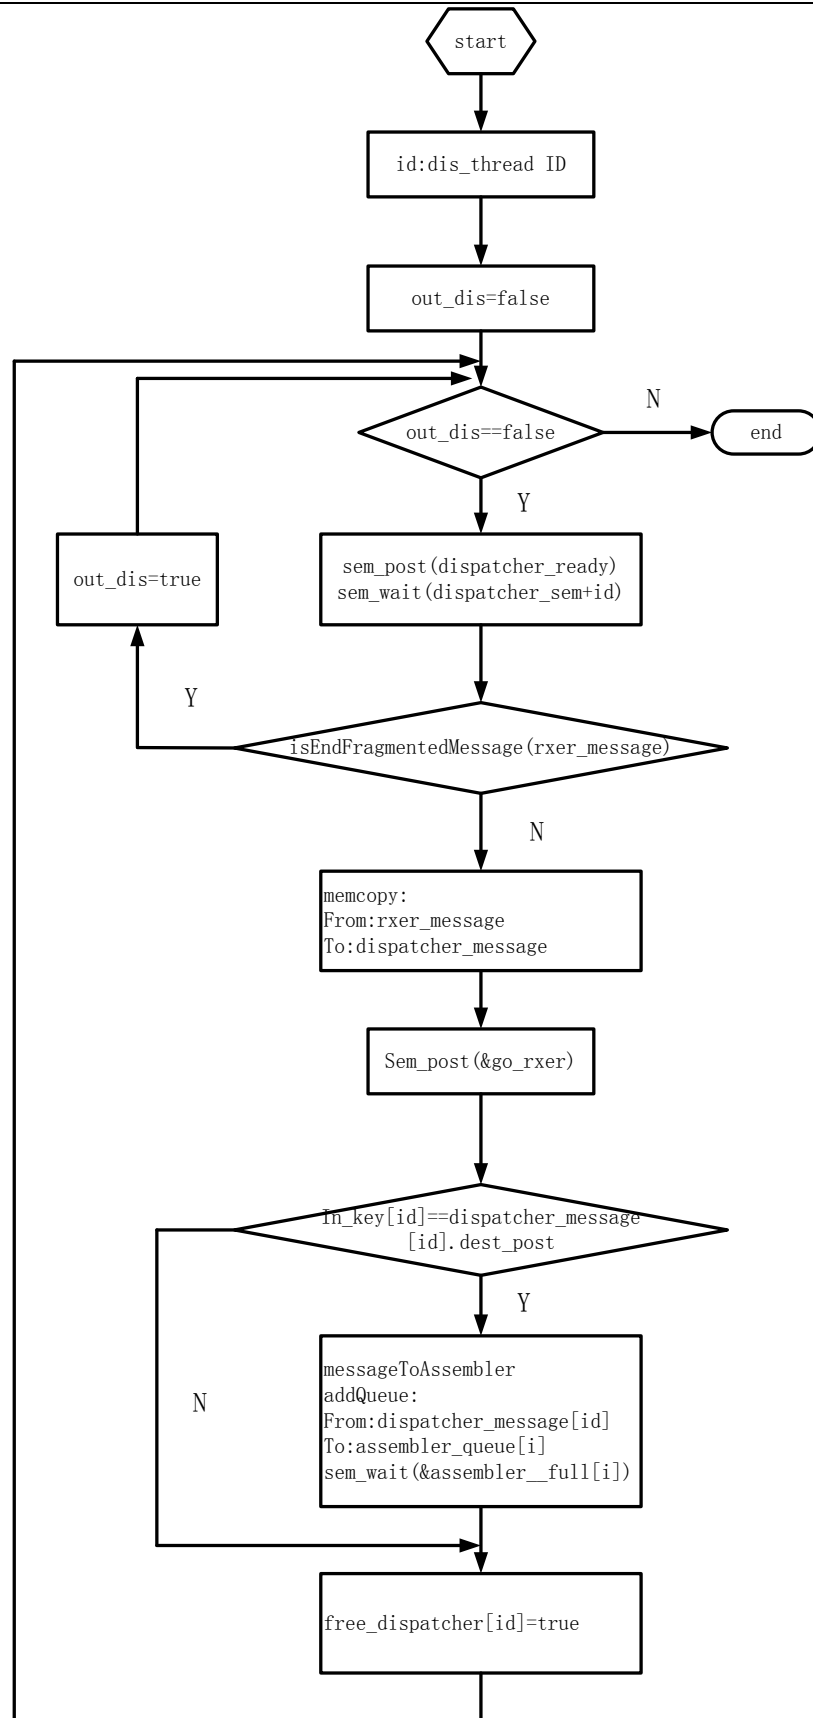 start
id:dis_thread ID
out_dis=false
out_dis==false
N
end
Y
out_dis=true
sem_post(dispatcher_ready)
sem_wait(dispatcher_sem+id)
Y
isEndFragmentedMessage(rxer_message)
N
memcopy:
From:rxer_message
To:dispatcher_message
Sem_post(&go_rxer)
In_key[id]==dispatcher_message
[id].dest_post
Y
N
messageToAssembler
addQueue:
From:dispatcher_message[id]
To:assembler_queue[i]
sem_wait(&assembler__full[i])
free_dispatcher[id]=true